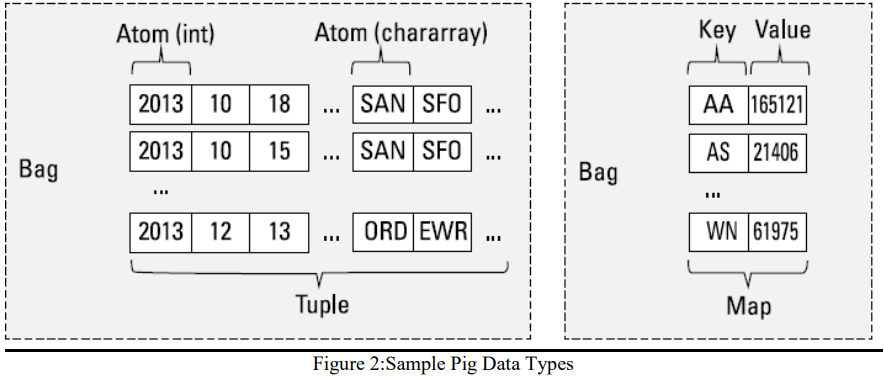 Atom (int) Atom (chararray) Key Value
2013 10 18 ... SAN SFO ... AA 165121
2013 10 15 ... SAN SFO ... AS 21406
Bag ... Bag ...
2013 12 13 ... ORD EWR ... WN 61975
Tuple Map
Figure 2:Sample Pig Data Types